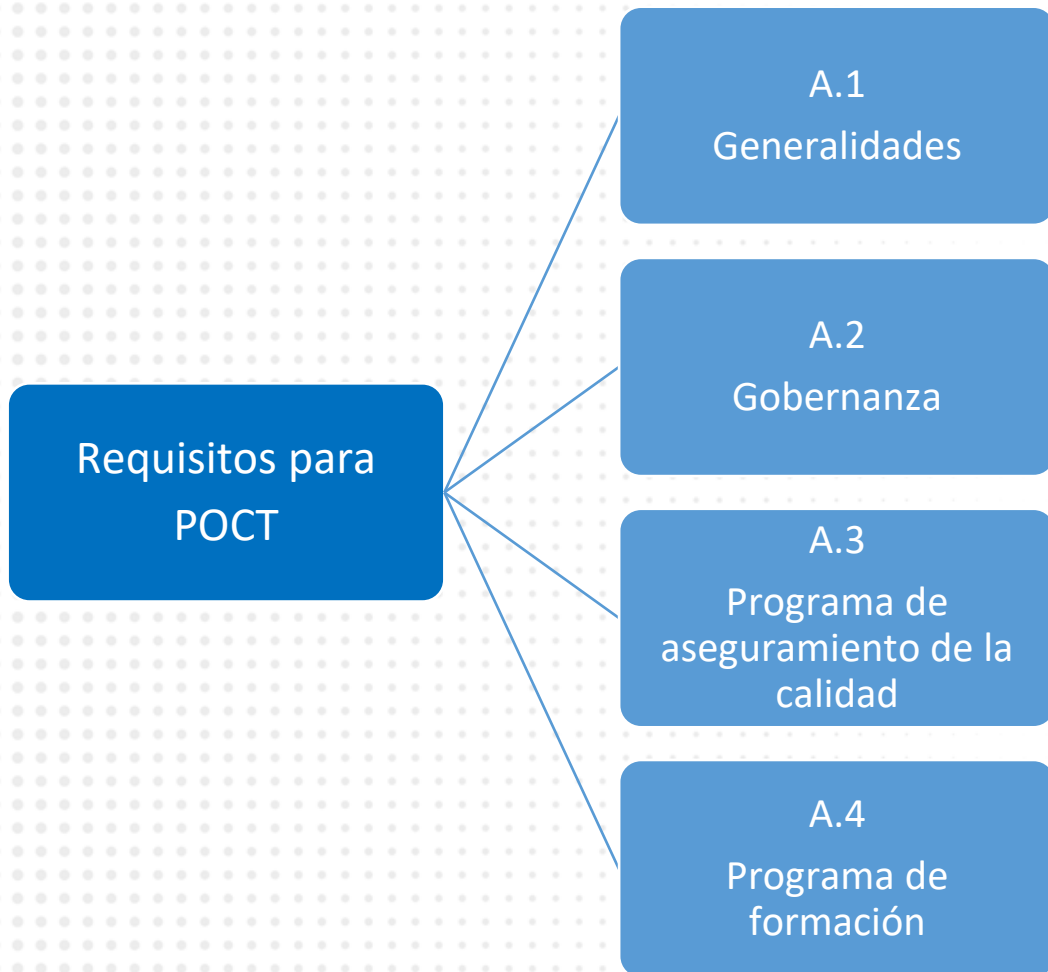 Requisitos para
POCT
A.1
Generalidades
A.2
Gobernanza
A.3
Programa de
aseguramiento de la
calidad
A.4
Programa de
formación